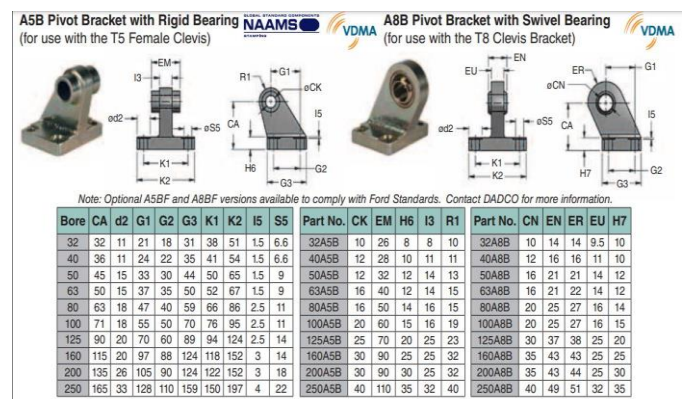 A5B Pivot Bracket with Rigid Bearing
(for use with the T5 Female Clevis)
GLOBAL STANDARD COMPONENTS
NAAMS
VDMA
A8B Pivot Bracket with Swivel Bearing
(for use with the T8 Clevis Bracket)
VDMA
EM
I3
ød2
øS5
K1
K2
R1
G1
øCK
CA
I5
H6
G2
G3
EN
EU
ød2
øS5
K1
K2
ER
G1
øCN
CA
I5
H7
G2
G3
Note: Optional A5BF and A8BF versions available to comply with Ford Standards. Contact DADCO for more information.
Bore CA d2 G1 G2 G3 K1 K2 I5 S5 Part No. CK EM H6 I3 R1 Part No. CN EN ER EU H7
32 32 11 21 18 31 38 51 1.5 6.6 32A5B 10 26 8 8 10 32A8B 10 14 14 9.5 10
40 36 11 24 22 35 41 54 1.5 6.6 40A5B 12 28 10 11 11 40A8B 12 16 16 11 10
50 45 15 33 30 44 50 65 1.5 9 50A5B 12 32 12 14 13 50A8B 16 21 21 14 12
63 50 15 37 35 50 52 67 1.5 9 63A5B 16 40 12 14 15 63A8B 16 21 22 14 12
80 63 18 47 40 59 66 86 2.5 11 80A5B 16 50 14 16 15 80A8B 20 25 27 16 14
100 71 18 55 50 70 76 95 2.5 11 100A5B 20 60 15 16 19 100A8B 20 25 27 16 15
125 90 20 70 60 89 94 124 2.5 14 125A5B 25 70 20 25 23 125A8B 30 37 38 25 20
160 115 20 97 88 124 118 152 3 14 160A5B 30 90 25 25 32 160A8B 35 43 43 25 25
200 135 26 105 90 124 122 152 3 18 200A5B 30 90 30 25 32 200A8B 35 43 44 25 30
250 165 33 128 110 159 150 197 4 22 250A5B 40 110 35 32 40 250A8B 40 49 51 32 35